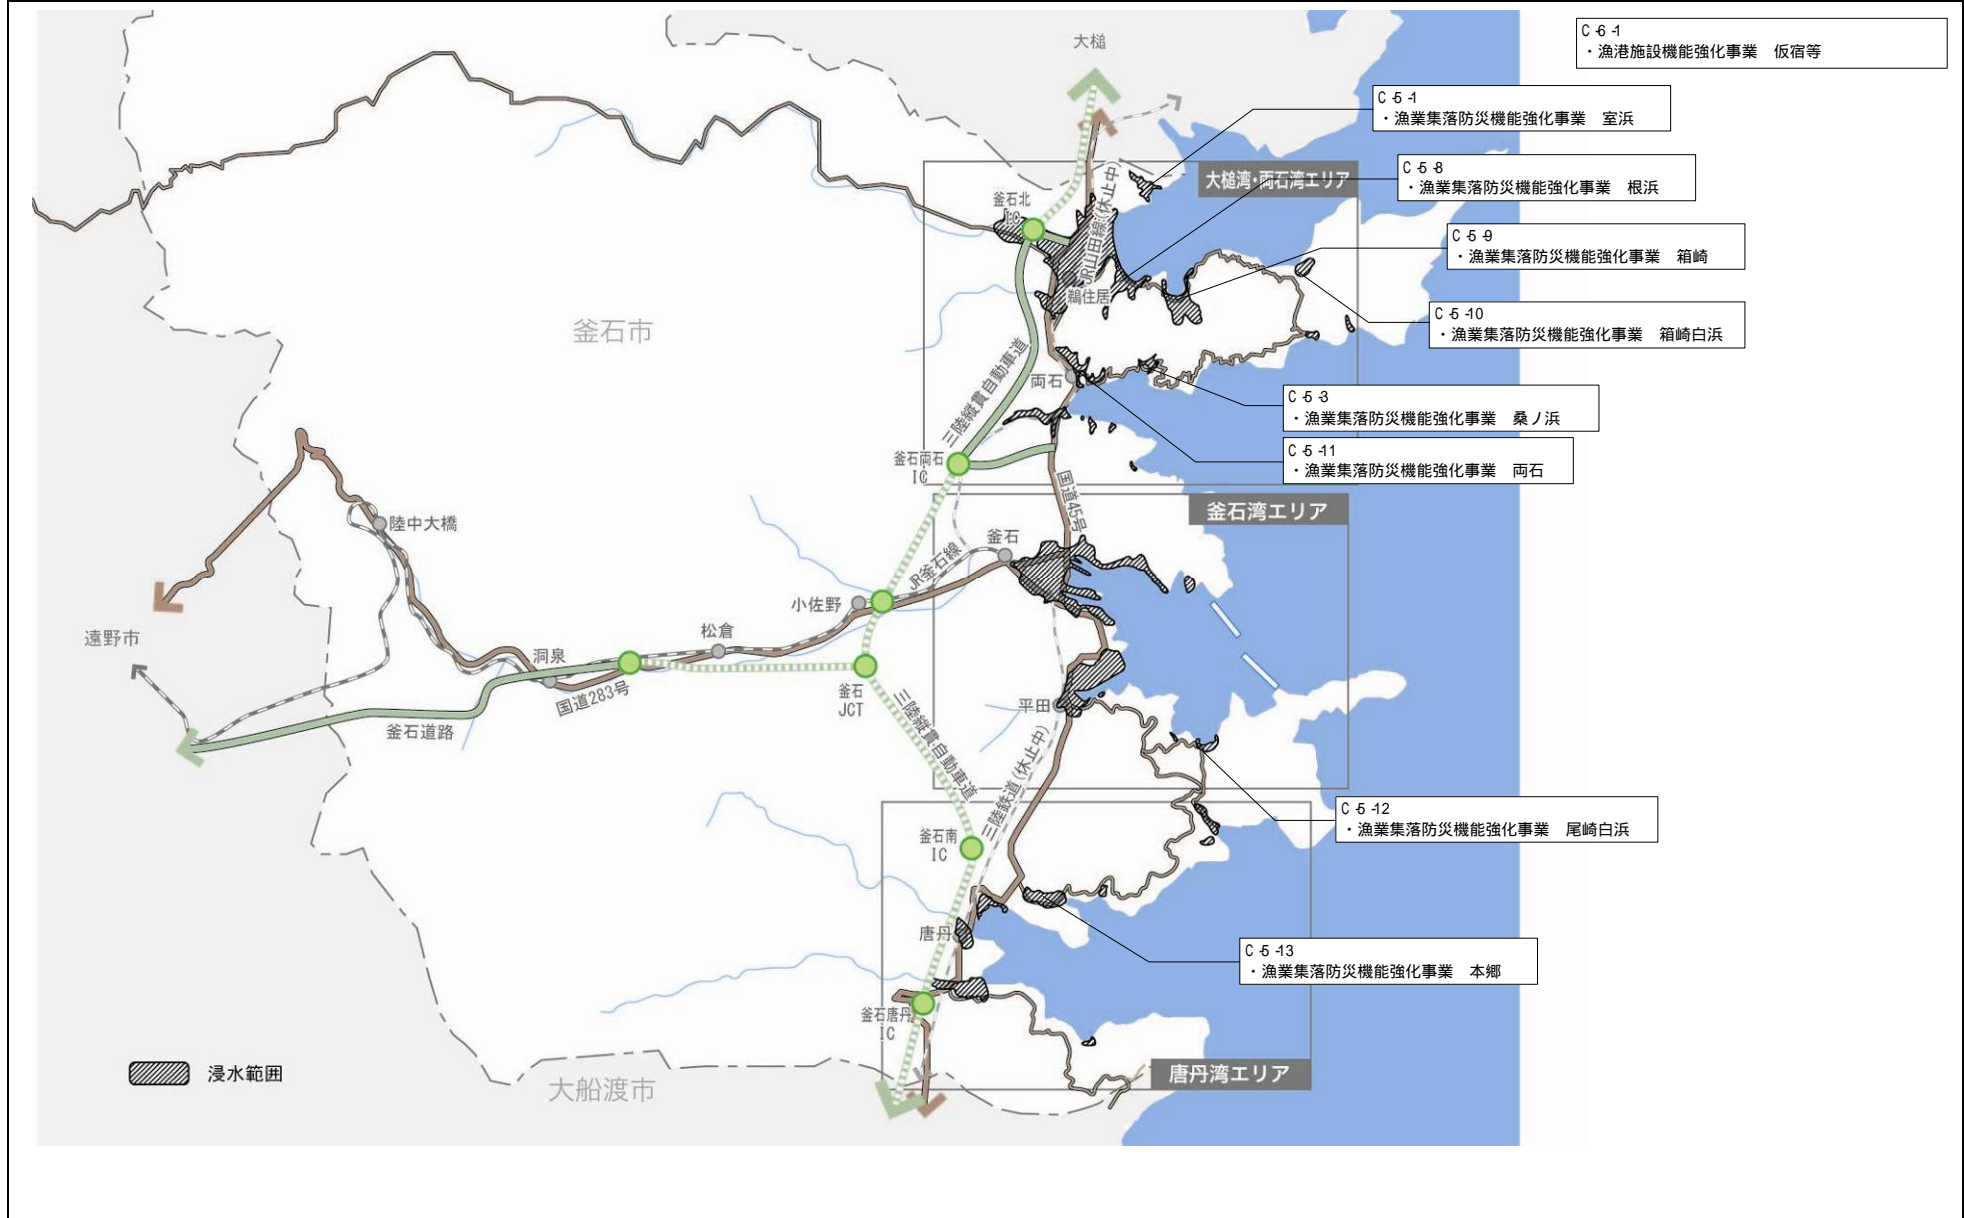 C-6-1
・漁港施設機能強化事業　仮宿等
大槌
C-5-1
・漁業集落防災機能強化事業　室浜
大槌湾・両石湾エリア
C-5-8
・漁業集落防災機能強化事業　根浜
釜石北
IC
JR山田線(休止中)
C-5-9
・漁業集落防災機能強化事業　箱崎
鵜住居
C-5-10
・漁業集落防災機能強化事業　箱崎白浜
釜石市
三陸縦貫自動車道
両石
C-5-3
・漁業集落防災機能強化事業　桑ノ浜
C-5-11
・漁業集落防災機能強化事業　両石
釜石両石
IC
国道45号
釜石湾エリア
陸中大橋
釜石
JR釜石線
小佐野
遠野市
松倉
洞泉
国道283号
釜石
JCT
三陸縦貫自動車道
平田
釜石道路
三陸鉄道(休止中)
C-5-12
・漁業集落防災機能強化事業　尾崎白浜
釜石南
IC
唐丹
C-5-13
・漁業集落防災機能強化事業　本郷
釜石唐丹
IC
浸水範囲
大船渡市
唐丹湾エリア